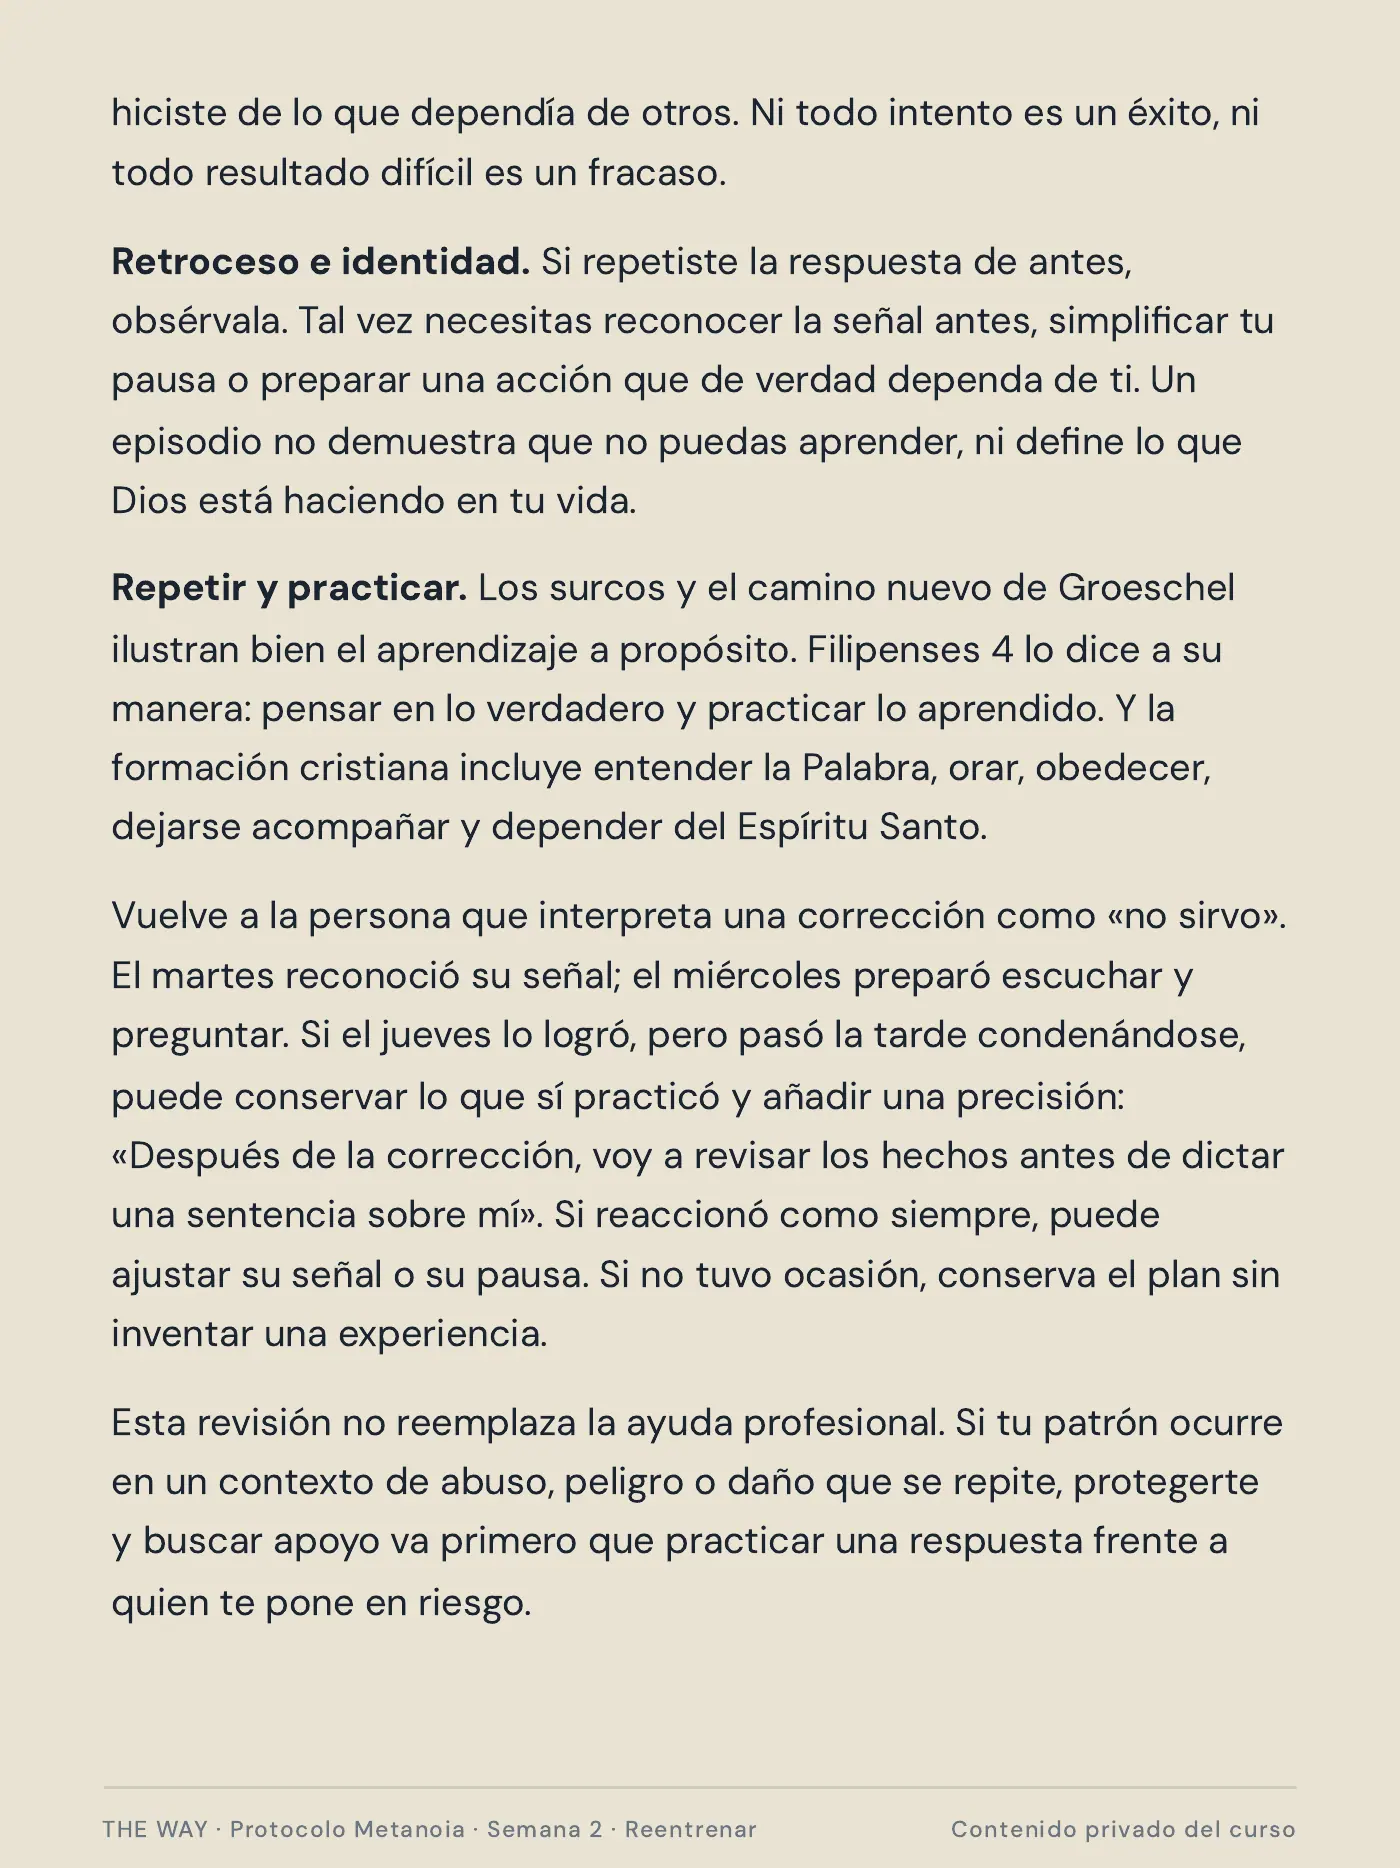 hiciste de lo que dependía de otros. Ni todo intento es un éxito, ni
todo resultado difícil es un fracaso.
Retroceso e identidad. Si repetiste la respuesta de antes,
obsérvala. Tal vez necesitas reconocer la señal antes, simplificar tu
pausa o preparar una acción que de verdad dependa de ti. Un
episodio no demuestra que no puedas aprender, ni define lo que
Dios está haciendo en tu vida.
Repetir y practicar. Los surcos y el camino nuevo de Groeschel
ilustran bien el aprendizaje a propósito. Filipenses 4 lo dice a su
manera: pensar en lo verdadero y practicar lo aprendido. Y la
formación cristiana incluye entender la Palabra, orar, obedecer,
dejarse acompañar y depender del Espíritu Santo.
Vuelve a la persona que interpreta una corrección como «no sirvo».
El martes reconoció su señal; el miércoles preparó escuchar y
preguntar. Si el jueves lo logró, pero pasó la tarde condenándose,
puede conservar lo que sí practicó y añadir una precisión:
«Después de la corrección, voy a revisar los hechos antes de dictar
una sentencia sobre mí». Si reaccionó como siempre, puede
ajustar su señal o su pausa. Si no tuvo ocasión, conserva el plan sin
inventar una experiencia.
Esta revisión no reemplaza la ayuda profesional. Si tu patrón ocurre
en un contexto de abuso, peligro o daño que se repite, protegerte
y buscar apoyo va primero que practicar una respuesta frente a
quien te pone en riesgo.
THE WAY · Protocolo Metanoia · Semana 2 · Reentrenar
Contenido privado del curso